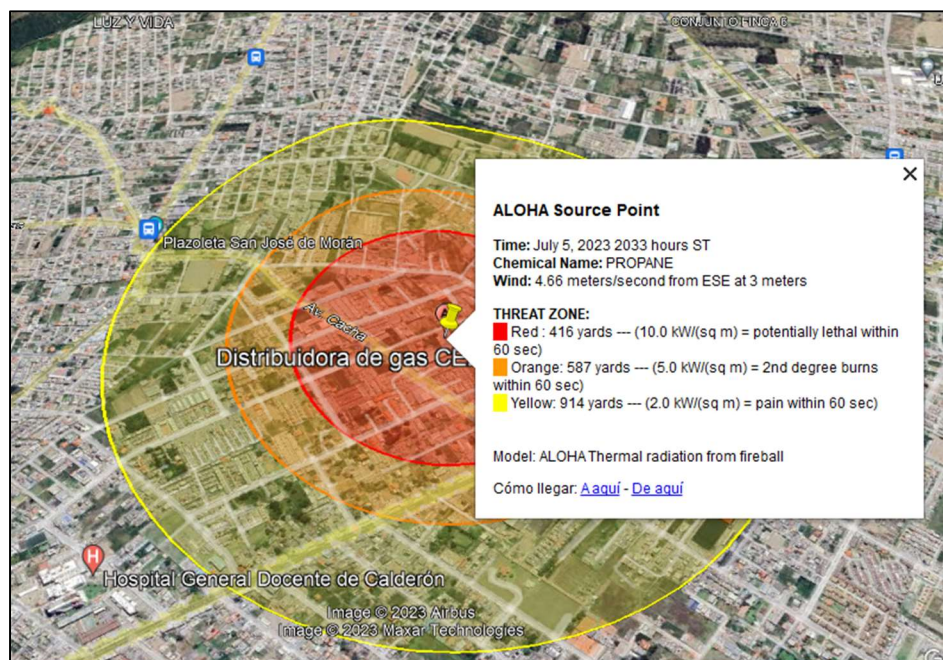 LUZ Y VIDA
CONJUNTO FINCA E
Plazoleta San José de Morán
Av. Cacha
Distribuidora de gas CE
Hospital General Docente de Calderón
Image © 2023 Airbus
Image © 2023 Maxar Technologies
ALOHA Source Point
Time: July 5, 2023 2033 hours ST
Chemical Name: PROPANE
Wind: 4.66 meters/second from ESE at 3 meters
THREAT ZONE:
Red : 416 yards --- (10.0 kW/(sq m) = potentially lethal within
60 sec)
Orange: 587 yards --- (5.0 kW/(sq m) = 2nd degree burns
within 60 sec)
Yellow: 914 yards --- (2.0 kW/(sq m) = pain within 60 sec)
Model: ALOHA Thermal radiation from fireball
Cómo llegar: A aquí - De aquí
H